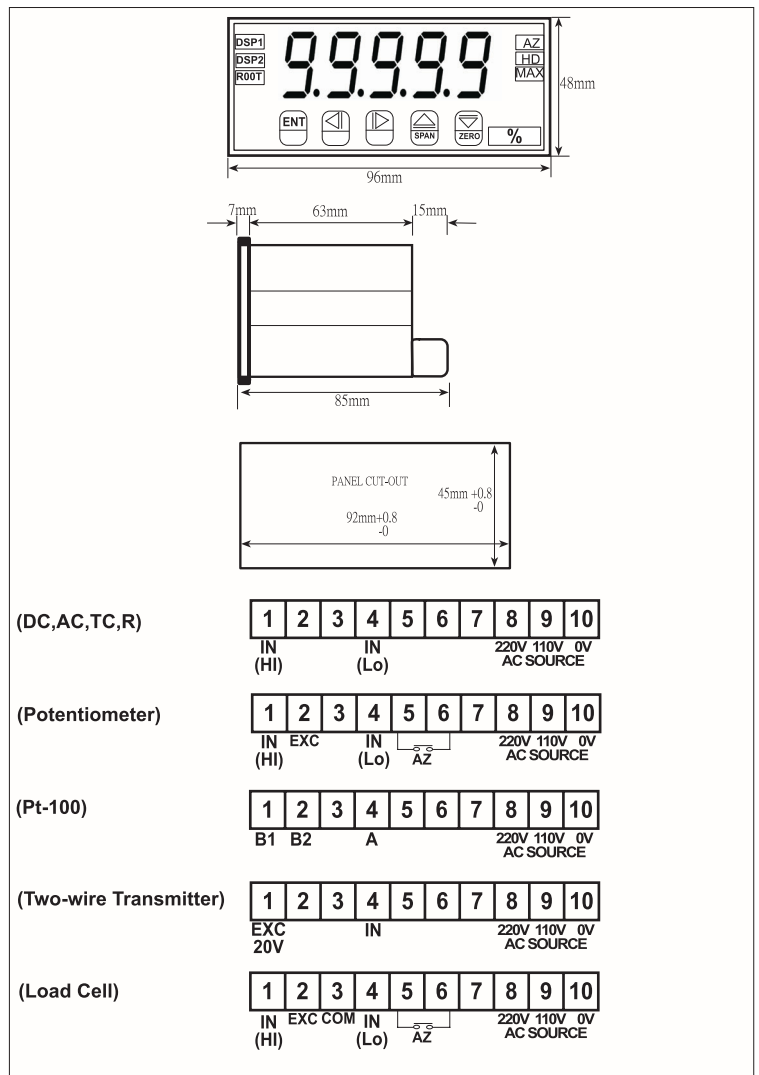 DSP1
DSP2
R00T
9.9.9.9.9
AZ
HD
MAX
ENT
SPAN
ZERO
%
48mm
96mm
7mm 63mm 15mm
85mm
PANEL CUT-OUT
45mm +0.8
-0
92mm+0.8
-0
(DC,AC,TC,R)
1 2 3 4 5 6 7 8 9 10
IN IN 220V 110V 0V
(HI) (Lo) AC SOURCE
(Potentiometer)
1 2 3 4 5 6 7 8 9 10
IN EXC IN 220V 110V 0V
(HI) (Lo) AZ AC SOURCE
(Pt-100)
1 2 3 4 5 6 7 8 9 10
B1 B2 A 220V 110V 0V
AC SOURCE
(Two-wire Transmitter)
1 2 3 4 5 6 7 8 9 10
EXC IN 220V 110V 0V
20V AC SOURCE
(Load Cell)
1 2 3 4 5 6 7 8 9 10
IN EXC COM IN 220V 110V 0V
(HI) (Lo) AZ AC SOURCE